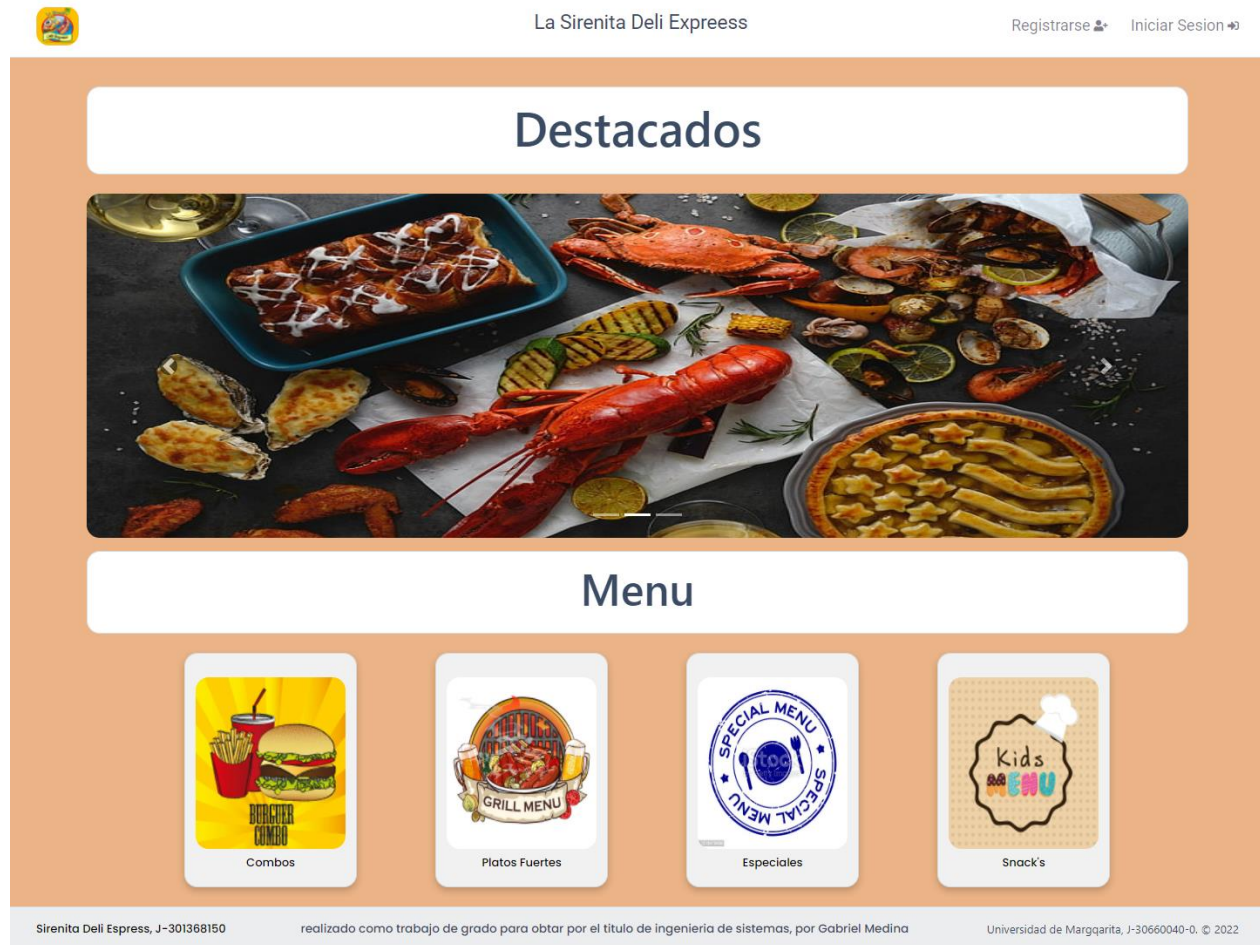 La Sirenita Deli Expreess
Registrarse
Iniciar Sesion
Destacados
Menu
BURGUER
COMBO
Combos
GRILL MENU
Platos Fuertes
SPECIAL MENU
SPECIAL MENU
Especiales
Kids
MENU
Snack's
Sirenita Deli Espress, J-301368150
realizado como trabajo de grado para obtar por el titulo de ingenieria de sistemas, por Gabriel Medina
Universidad de Margqarita, J-30660040-0. © 2022